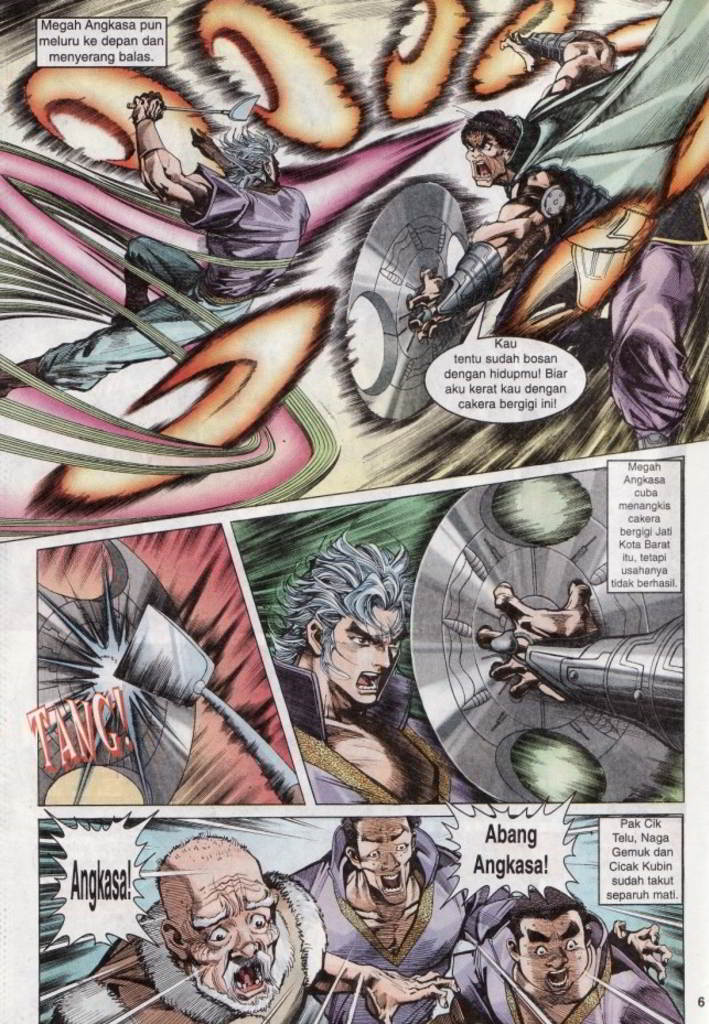 Megah Angkasa pun
meluru ke depan dan
menyerang balas.
Kau
tentu sudah bosan
dengan hidupmu! Biar
aku kerat kau dengan
cakera bergigi ini!
Megah
Angkasa
cuba
menangkis
cakera
bergigi Jati
Kota Barat
itu, tetapi
usahanya
tidak berhasil.
TANG!
Angkasa!
Abang
Angkasa!
Pak Cik
Telu, Naga
Gemuk dan
Cicak Kubin
sudah takut
separuh mati.
6